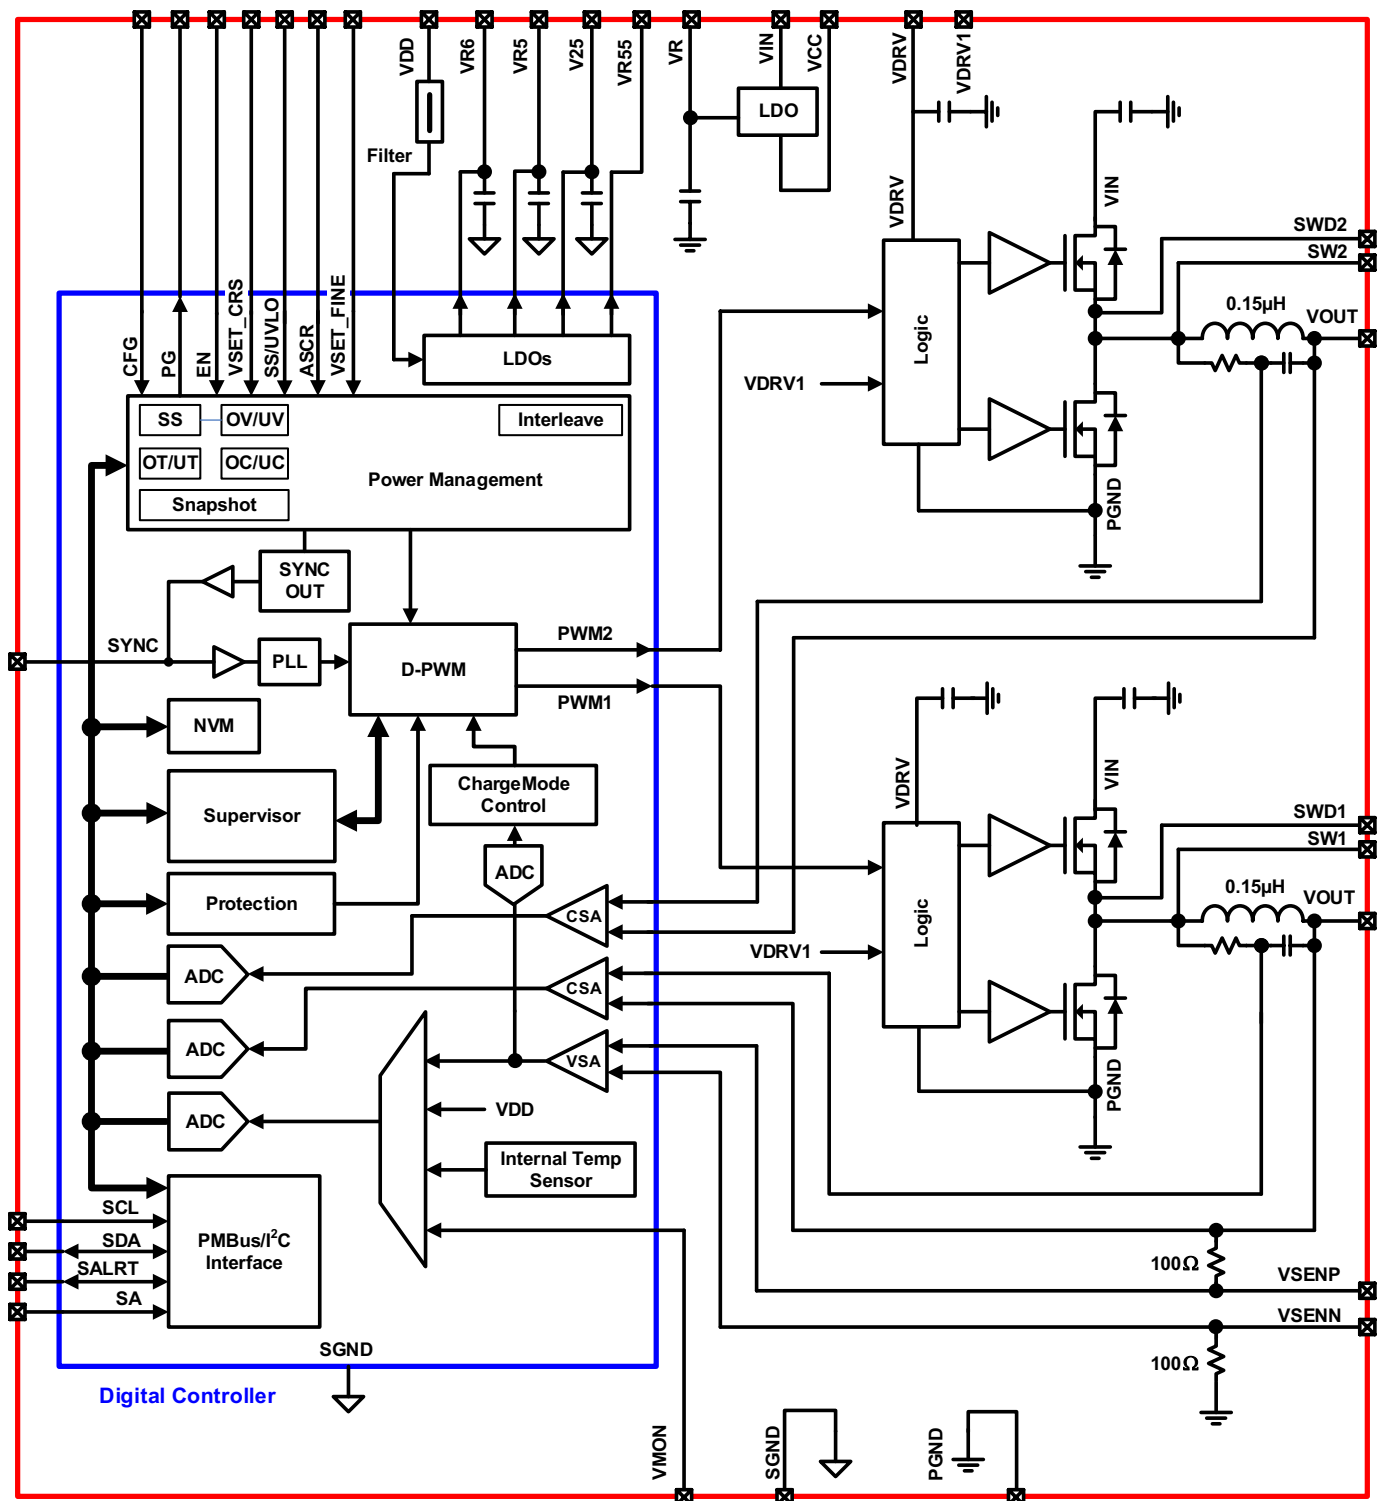 VDD
VR6
VR5
V25
VR55
VR
VIN
VCC
VDRV
VDRV1
LDO
Filter
CFG
PG
EN
VSET_CRS
SS/UVLO
ASCR
VSET_FINE
LDOs
SS
OV/UV
Interleave
OT/UT
OC/UC
Power Management
Snapshot
SYNC
OUT
SYNC
PLL
D-PWM
PWM2
PWM1
NVM
Supervisor
ChargeMode
Control
ADC
Protection
CSA
ADC
CSA
ADC
VSA
ADC
VDD
Internal Temp
Sensor
SCL
SDA
SALRT
SA
PMBus/I²C
Interface
SGND
Digital Controller
VDRV
VIN
Logic
VDRV1
PGND
SWD2
SW2
0.15µH
VOUT
VDRV
VIN
Logic
VDRV1
PGND
SWD1
SW1
0.15µH
VOUT
100Ω
VSENP
VSENN
100Ω
VMON
SGND
PGND